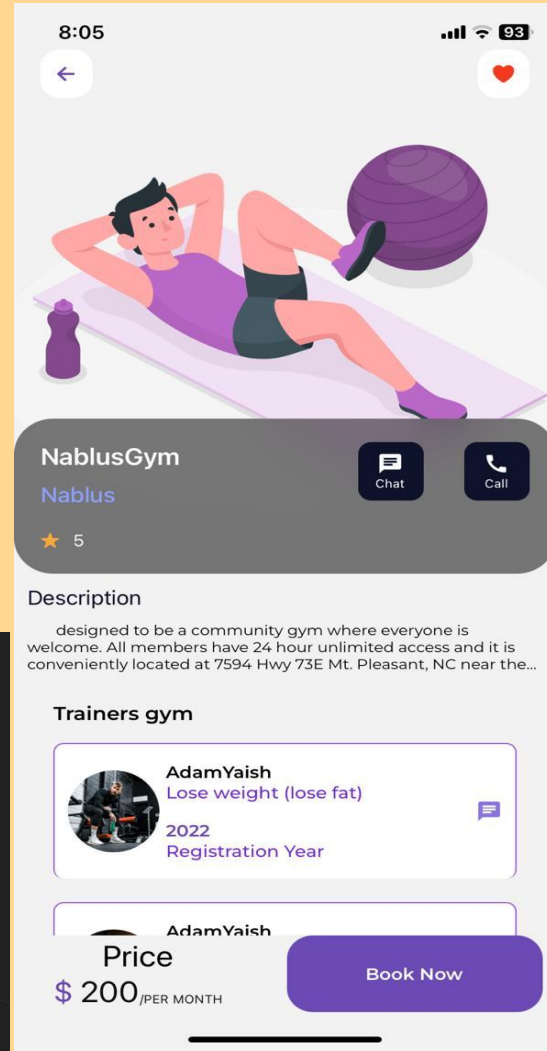 8:05
93
NablusGym
Nablus
Chat
Call
5
Description
designed to be a community gym where everyone is
welcome. All members have 24 hour unlimited access and it is
conveniently located at 7594 Hwy 73E Mt. Pleasant, NC near the...
Trainers gym
AdamYaish
Lose weight (lose fat)
2022
Registration Year
AdamYaish
Price
$ 200/PER MONTH
Book Now